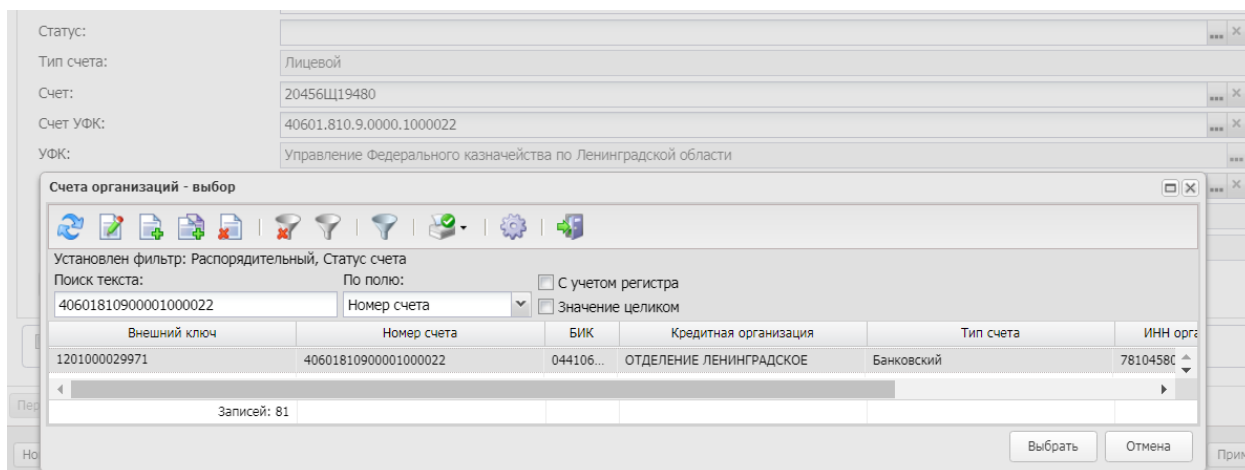 Статус:
Тип счета: Лицевой
Счет: 20456Щ19480
Счет УФК: 40601.810.9.0000.1000022
УФК: Управление Федерального казначейства по Ленинградской области
Счета организаций - выбор
Установлен фильтр: Распорядительный, Статус счета
Поиск текста: По полю: С учетом регистра
40601810900001000022 Номер счета Значение целиком
Внешний ключ Номер счета БИК Кредитная организация Тип счета ИНН орга
1201000029971 40601810900001000022 044106... ОТДЕЛЕНИЕ ЛЕНИНГРАДСКОЕ Банковский 78104580
Записей: 81
Пер
Выбрать Отмена
Но Прим